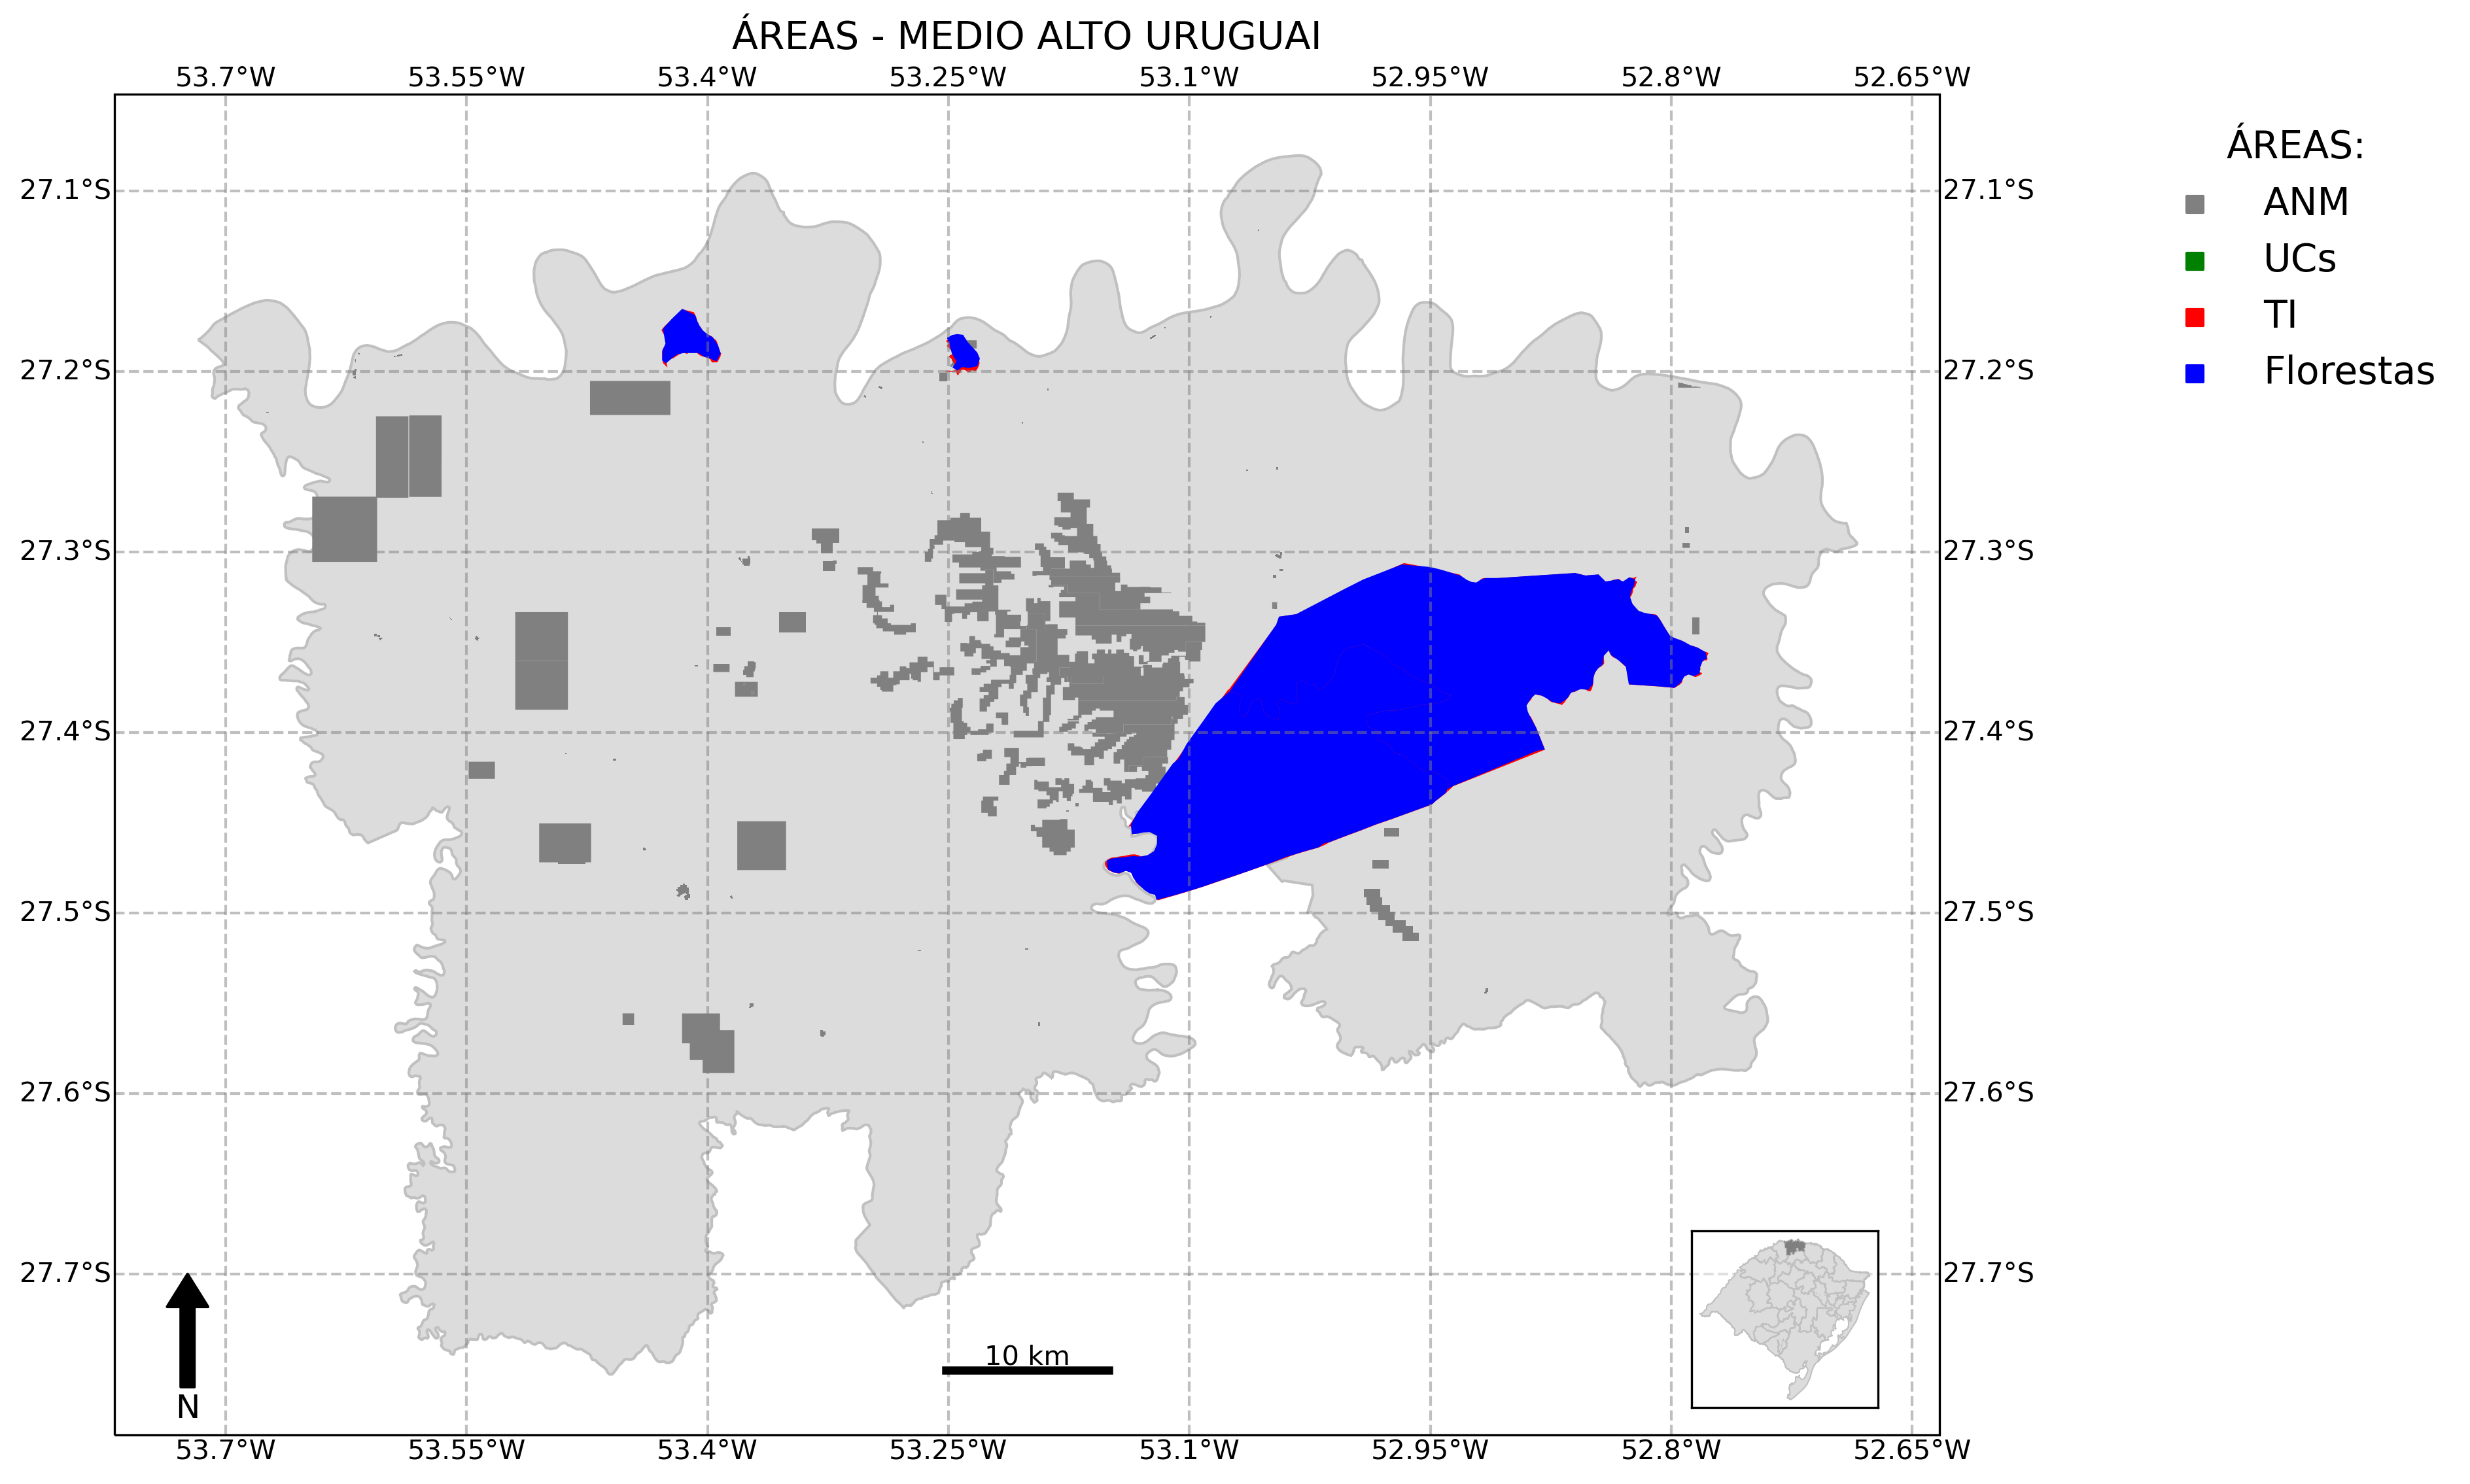 ÁREAS - MEDIO ALTO URUGUAI
53.7°W 53.55°W 53.4°W 53.25°W 53.1°W 52.95°W 52.8°W 52.65°W
ÁREAS:
ANM
UCs
TI
Florestas
27.1°S 27.1°S
27.2°S 27.2°S
27.3°S 27.3°S
27.4°S 27.4°S
27.5°S 27.5°S
27.6°S 27.6°S
27.7°S 27.7°S
10 km
N
53.7°W 53.55°W 53.4°W 53.25°W 53.1°W 52.95°W 52.8°W 52.65°W